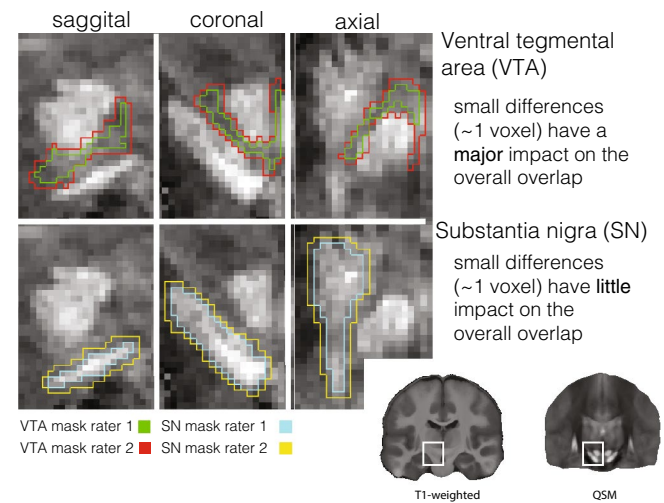 saggital coronal axial
Ventral tegmental
area (VTA)
small differences
(~1 voxel) have a
major impact on the
overall overlap
Substantia nigra (SN)
small differences
(~1 voxel) have little
impact on the
overall overlap
VTA mask rater 1 SN mask rater 1
VTA mask rater 2 SN mask rater 2
T1-weighted QSM